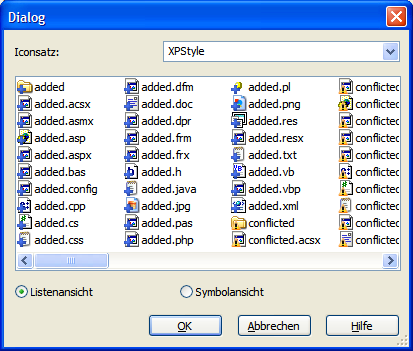 Dialog
Iconsatz: XPStyle
added added.dfm added.pl conflicted
added.acsx added.doc added.png conflicted
added.asmx added.dpr added.res conflicted
added.asp added.frm added.resx conflicted
added.aspx added.frx added.txt conflicted
added.bas added.h added.vb conflicted
added.config added.java added.vbp conflicted
added.cpp added.jpg added.xml conflicted
added.cs added.pas conflicted conflicted
added.css added.php conflicted.acsx conflicted
Listenansicht Symbolansicht
OK Abbrechen Hilfe